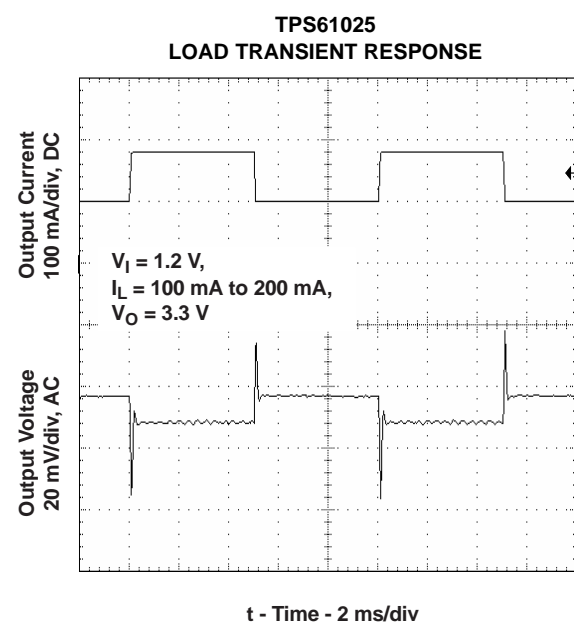 TPS61025
LOAD TRANSIENT RESPONSE
Output Current
100 mA/div, DC
V_I = 1.2 V,
I_L = 100 mA to 200 mA,
V_O = 3.3 V
Output Voltage
20 mV/div, AC
t - Time - 2 ms/div